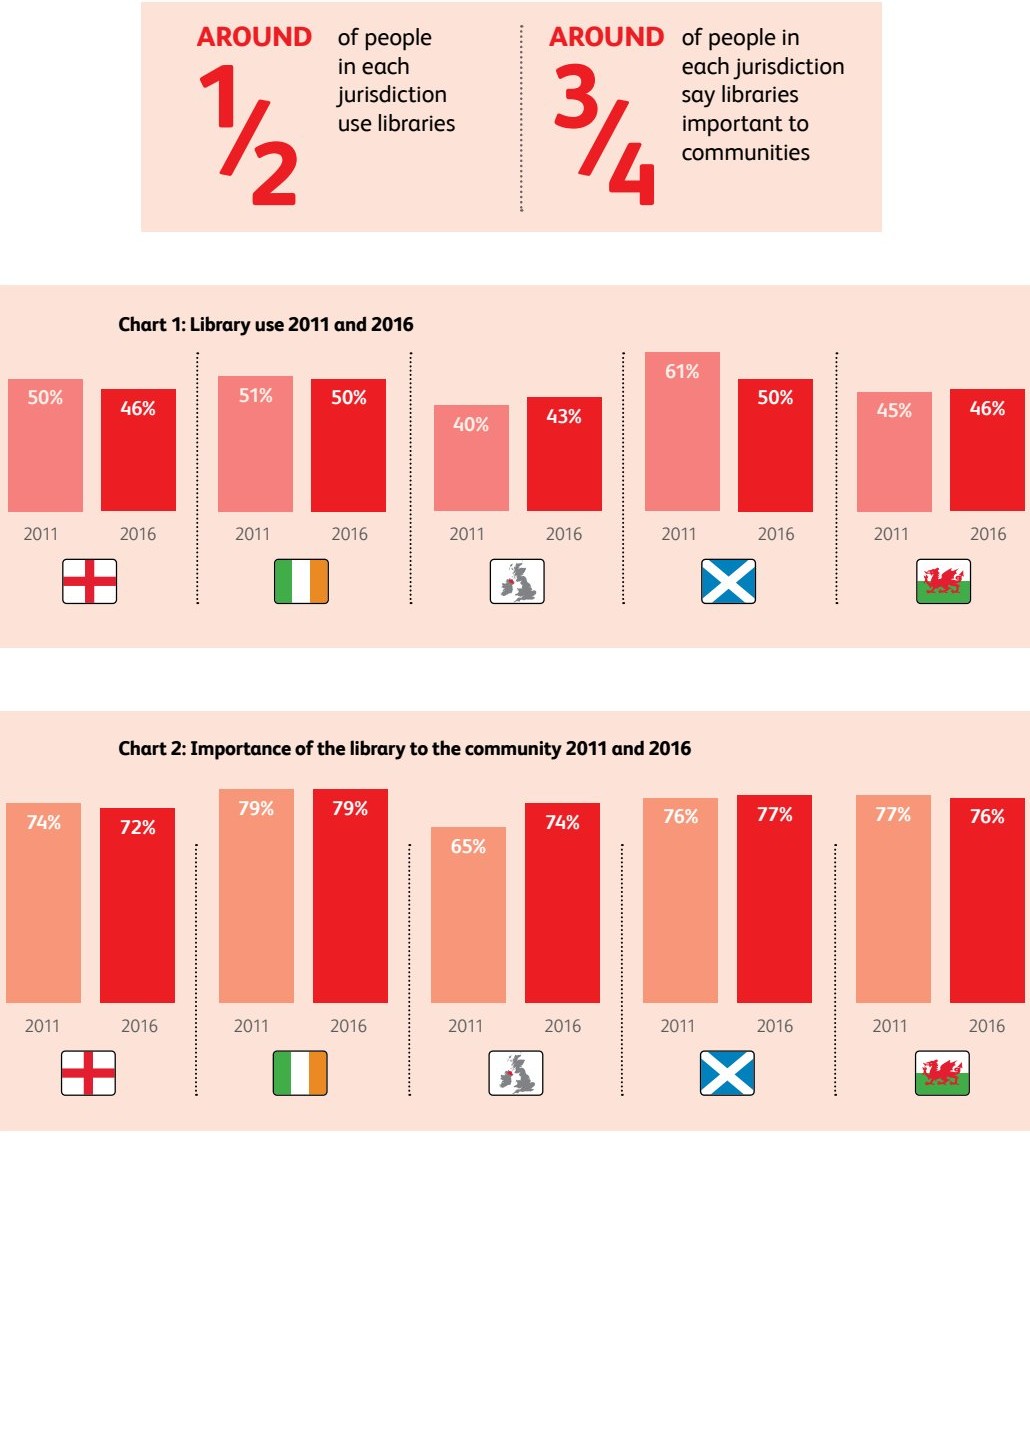 AROUND
1/2
of people
in each
jurisdiction
use libraries
AROUND
3/4
of people in
each jurisdiction
say libraries
important to
communities
Chart 1: Library use 2011 and 2016
50% 46% 51% 50% 40% 43% 61% 50% 45% 46%
2011 2016 2011 2016 2011 2016 2011 2016 2011 2016
Chart 2: Importance of the library to the community 2011 and 2016
74% 72% 79% 79% 65% 74% 76% 77% 77% 76%
2011 2016 2011 2016 2011 2016 2011 2016 2011 2016